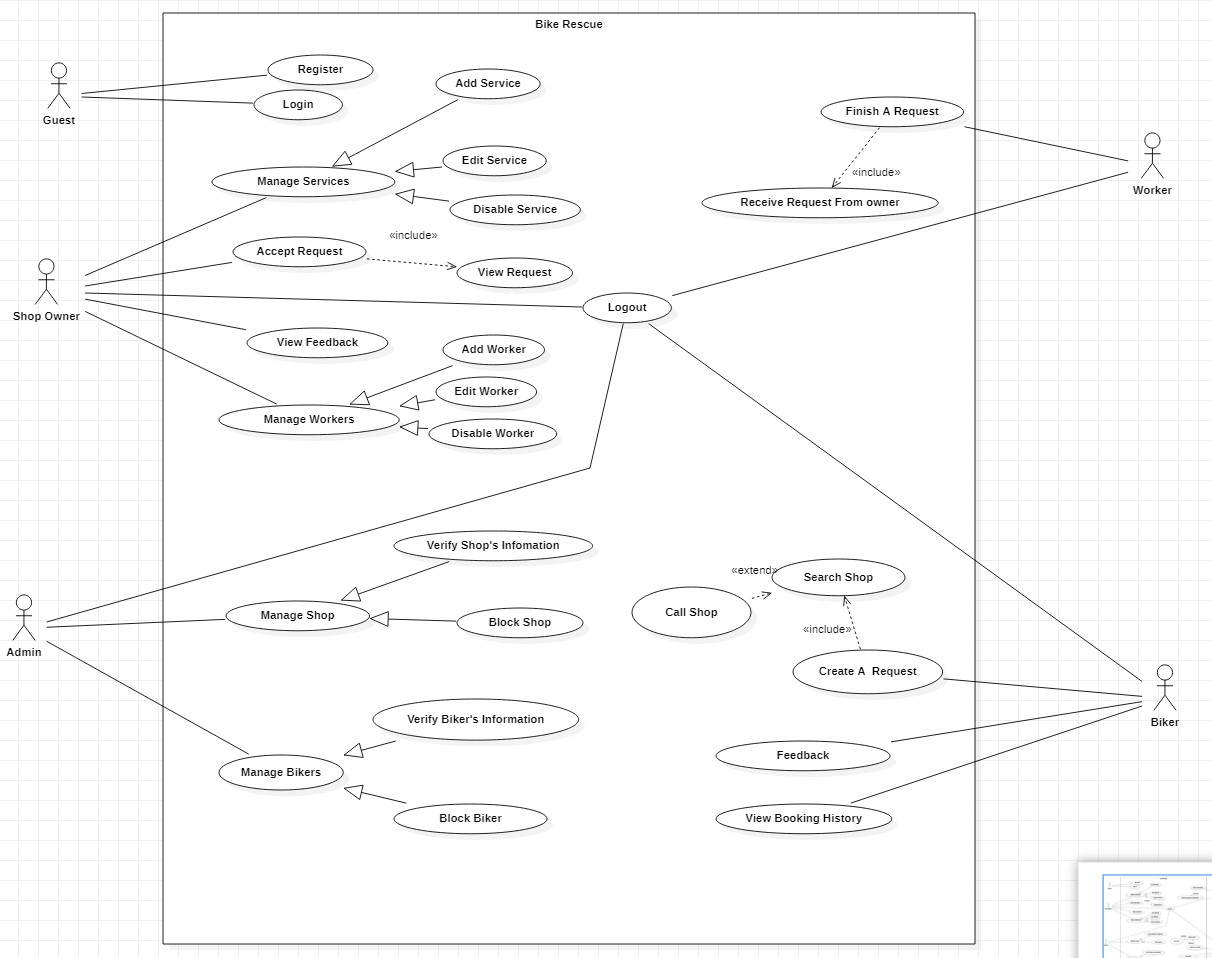 Bike Rescue
Register
Add Service
Login
Guest
Finish A Request
Edit Service
Manage Services
«include»
Worker
Disable Service
Receive Request From owner
«include»
Accept Request
View Request
Shop Owner
Logout
View Feedback
Add Worker
Edit Worker
Manage Workers
Disable Worker
Verify Shop's Infomation
«extend»
Search Shop
Manage Shop
Call Shop
Block Shop
«include»
Admin
Create A  Request
Verify Biker's Information
Biker
Feedback
Manage Bikers
Block Biker
View Booking History